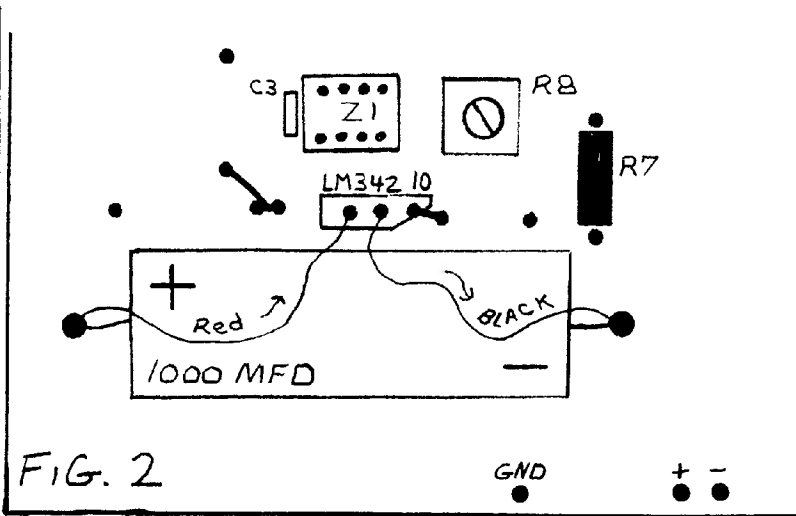 C3
Z1
R8
R7
LM342 10
+
Red
BLACK
1000 MFD
−
FIG. 2
GND
+ −